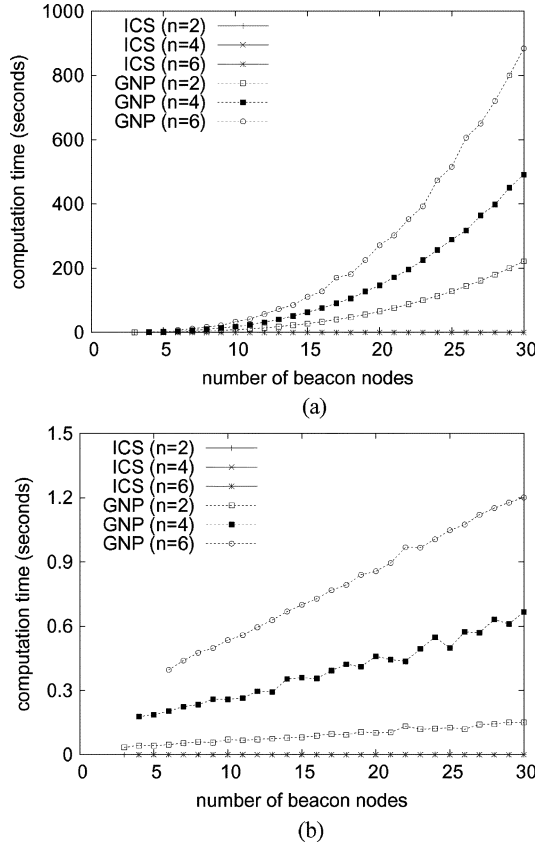 1000
800
600
400
200
0
computation time (seconds)
ICS (n=2)
ICS (n=4)
ICS (n=6)
GNP (n=2)
GNP (n=4)
GNP (n=6)
0 5 10 15 20 25 30
number of beacon nodes
(a)
1.5
1.2
0.9
0.6
0.3
0
computation time (seconds)
ICS (n=2)
ICS (n=4)
ICS (n=6)
GNP (n=2)
GNP (n=4)
GNP (n=6)
0 5 10 15 20 25 30
number of beacon nodes
(b)